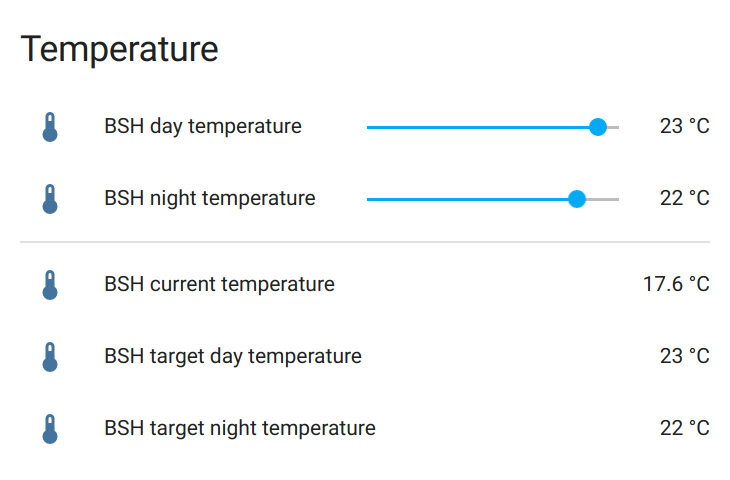 Temperature
BSH day temperature 23 °C
BSH night temperature 22 °C
BSH current temperature 17.6 °C
BSH target day temperature 23 °C
BSH target night temperature 22 °C